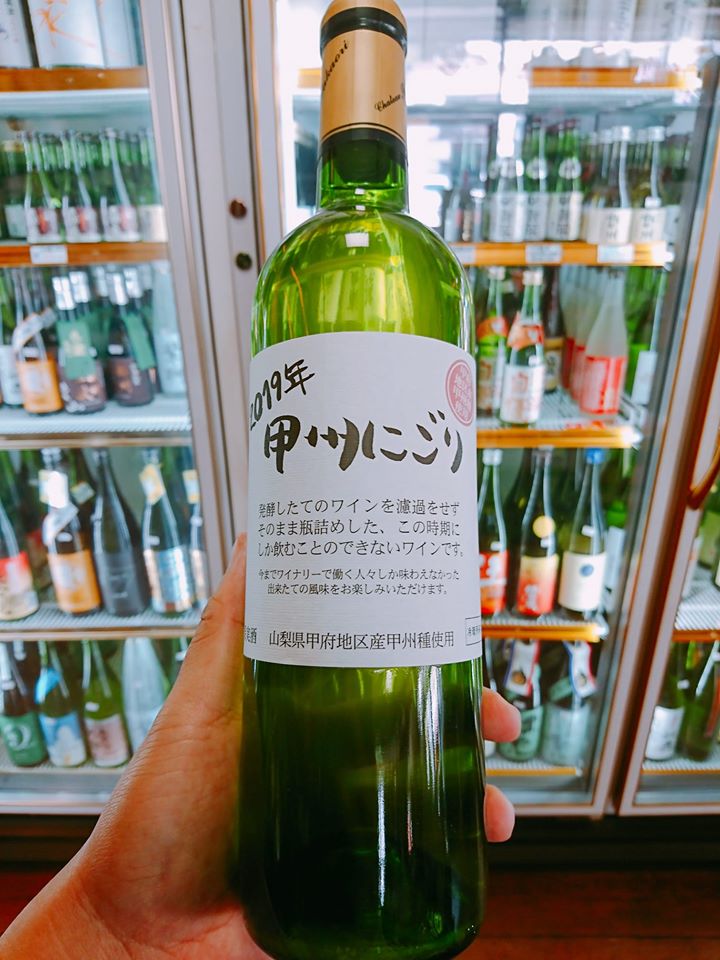 Chateau
2019年
甲州にごり
発酵したてのワインを濾過をせず
そのまま瓶詰めした、この時期に
しか飲むことのできないワインです。
今までワイナリーで働く人々しか味わえなかった
出来たての風味をお楽しみいただけます。
山梨県甲府地区産甲州種使用